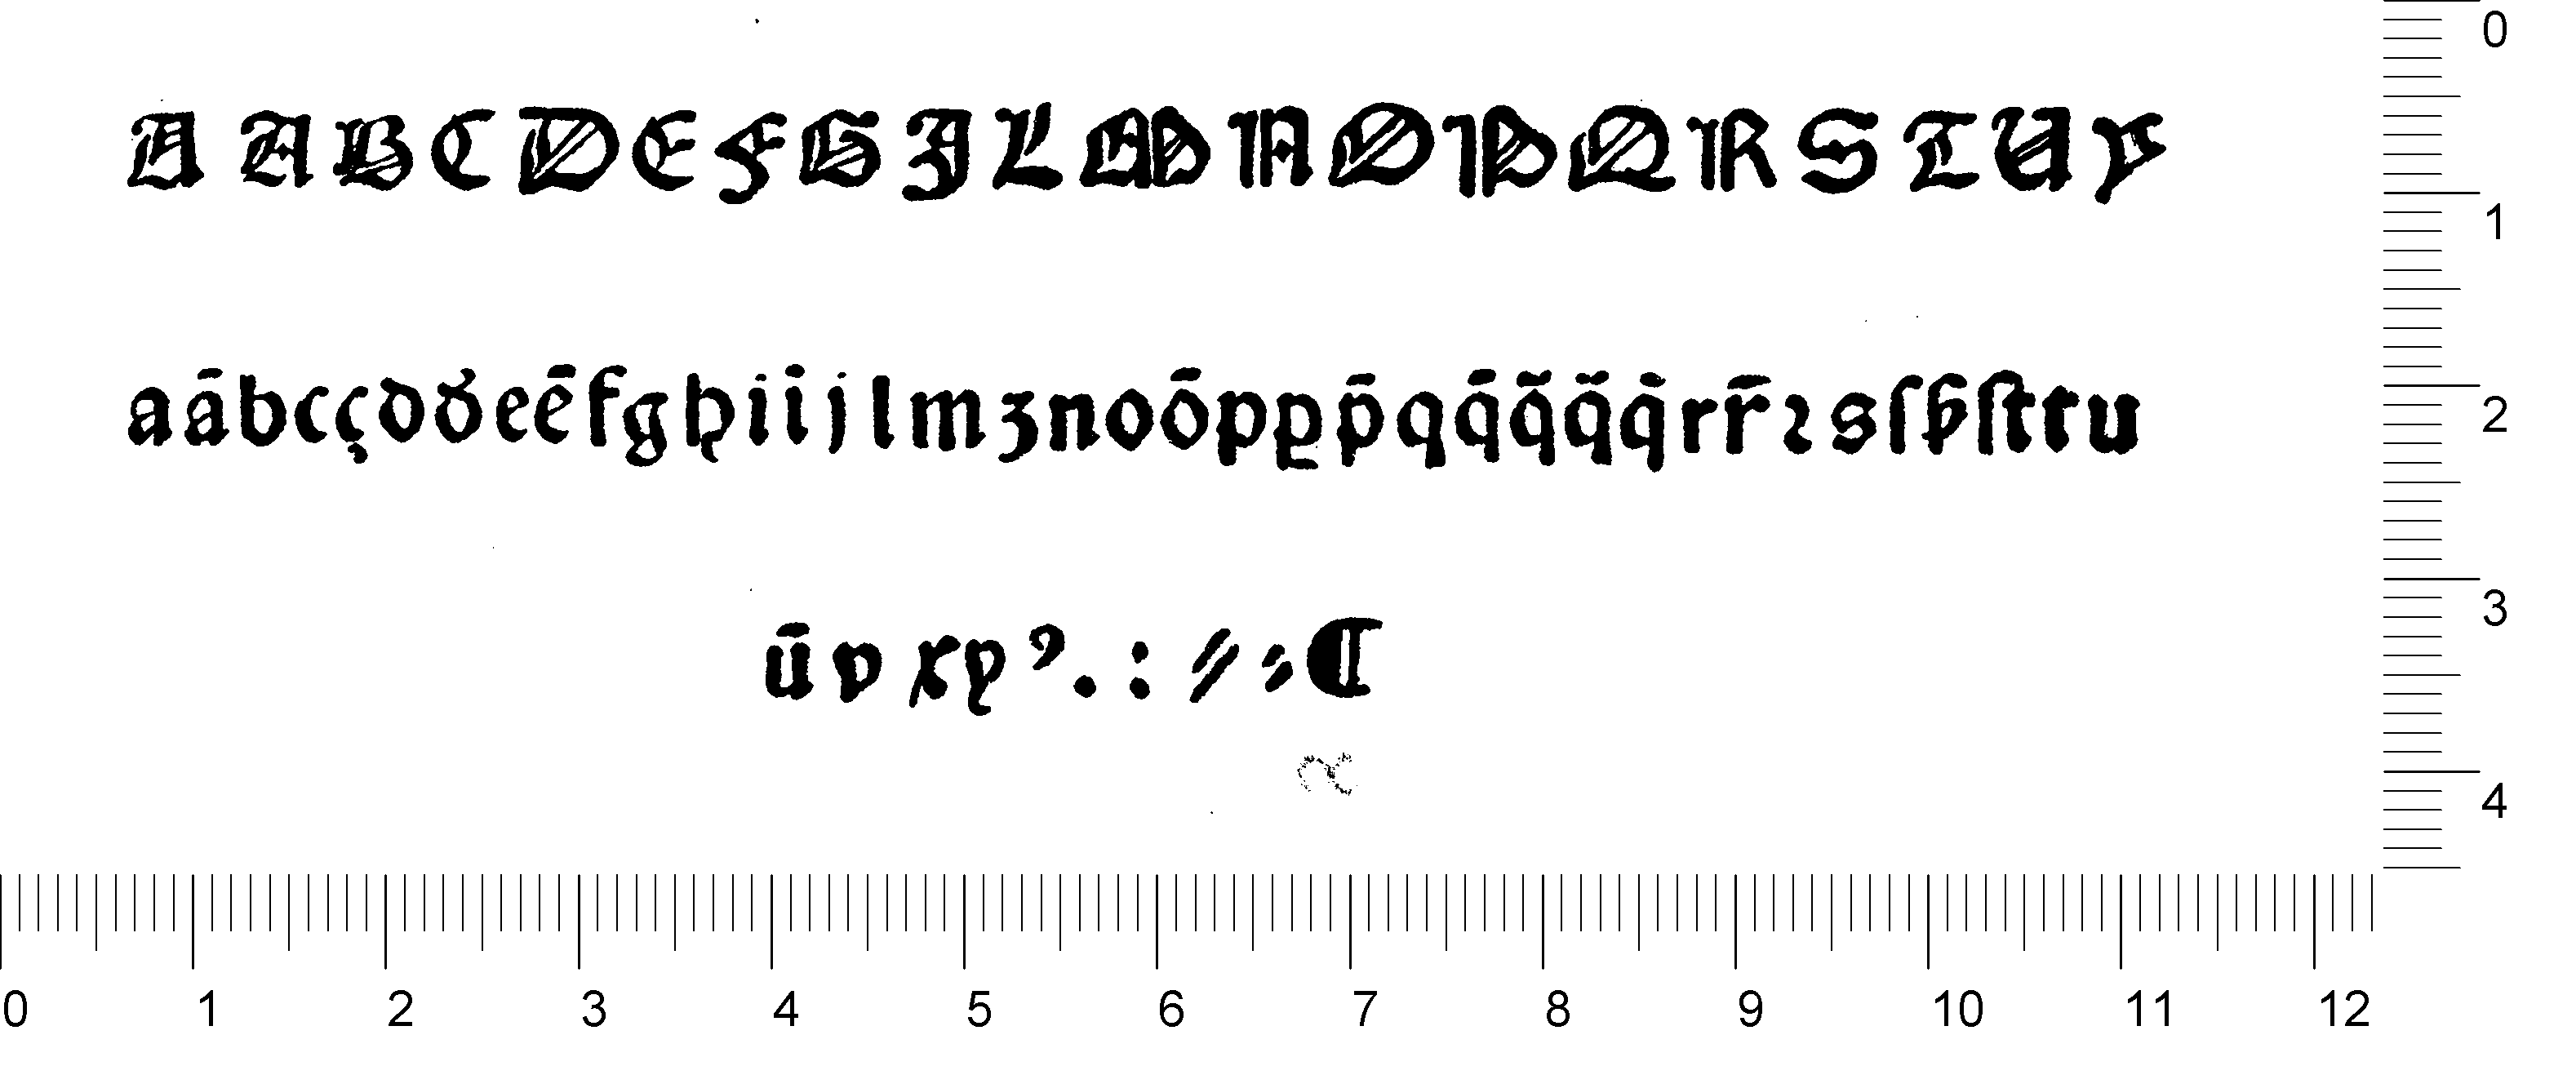 A A B C D E F G I L M N O P Q R S T U Y
a ā b c ç dď e ē f g h i ī j l m ʒ n o ō p ꝑ p̄ q q̄ q̃ q̈ q̇ r r̄ ꝛ s ſ ẞ ſt t u
ū v x y ꝰ . : ⫽ ⸗ ¶
0
1
2
3
4
0 1 2 3 4 5 6 7 8 9 10 11 12